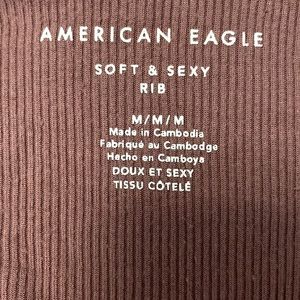 AMERICAN EAGLE
SOFT & SEXY
RIB
M/M/M
Made in Cambodia
Fabriqué au Cambodge
Hecho en Camboya
DOUX ET SEXY
TISSU CÔTELÉ